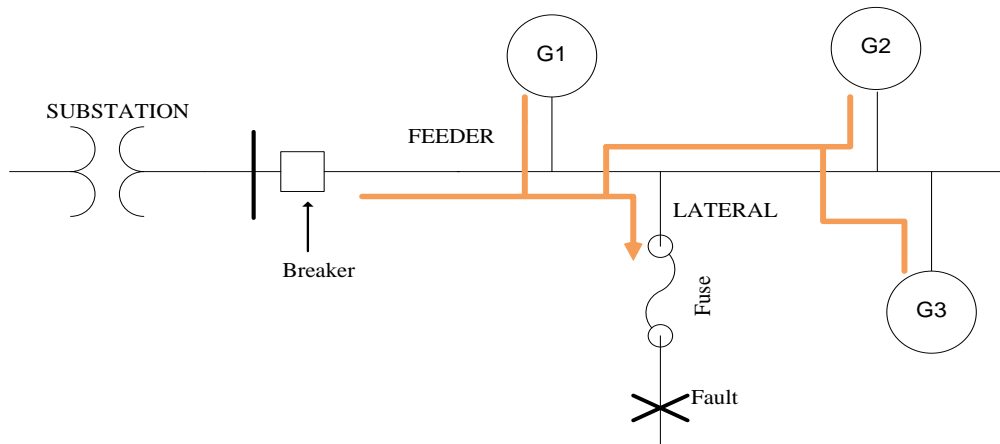 G1
G2
SUBSTATION
FEEDER
LATERAL
Breaker
Fuse
G3
Fault